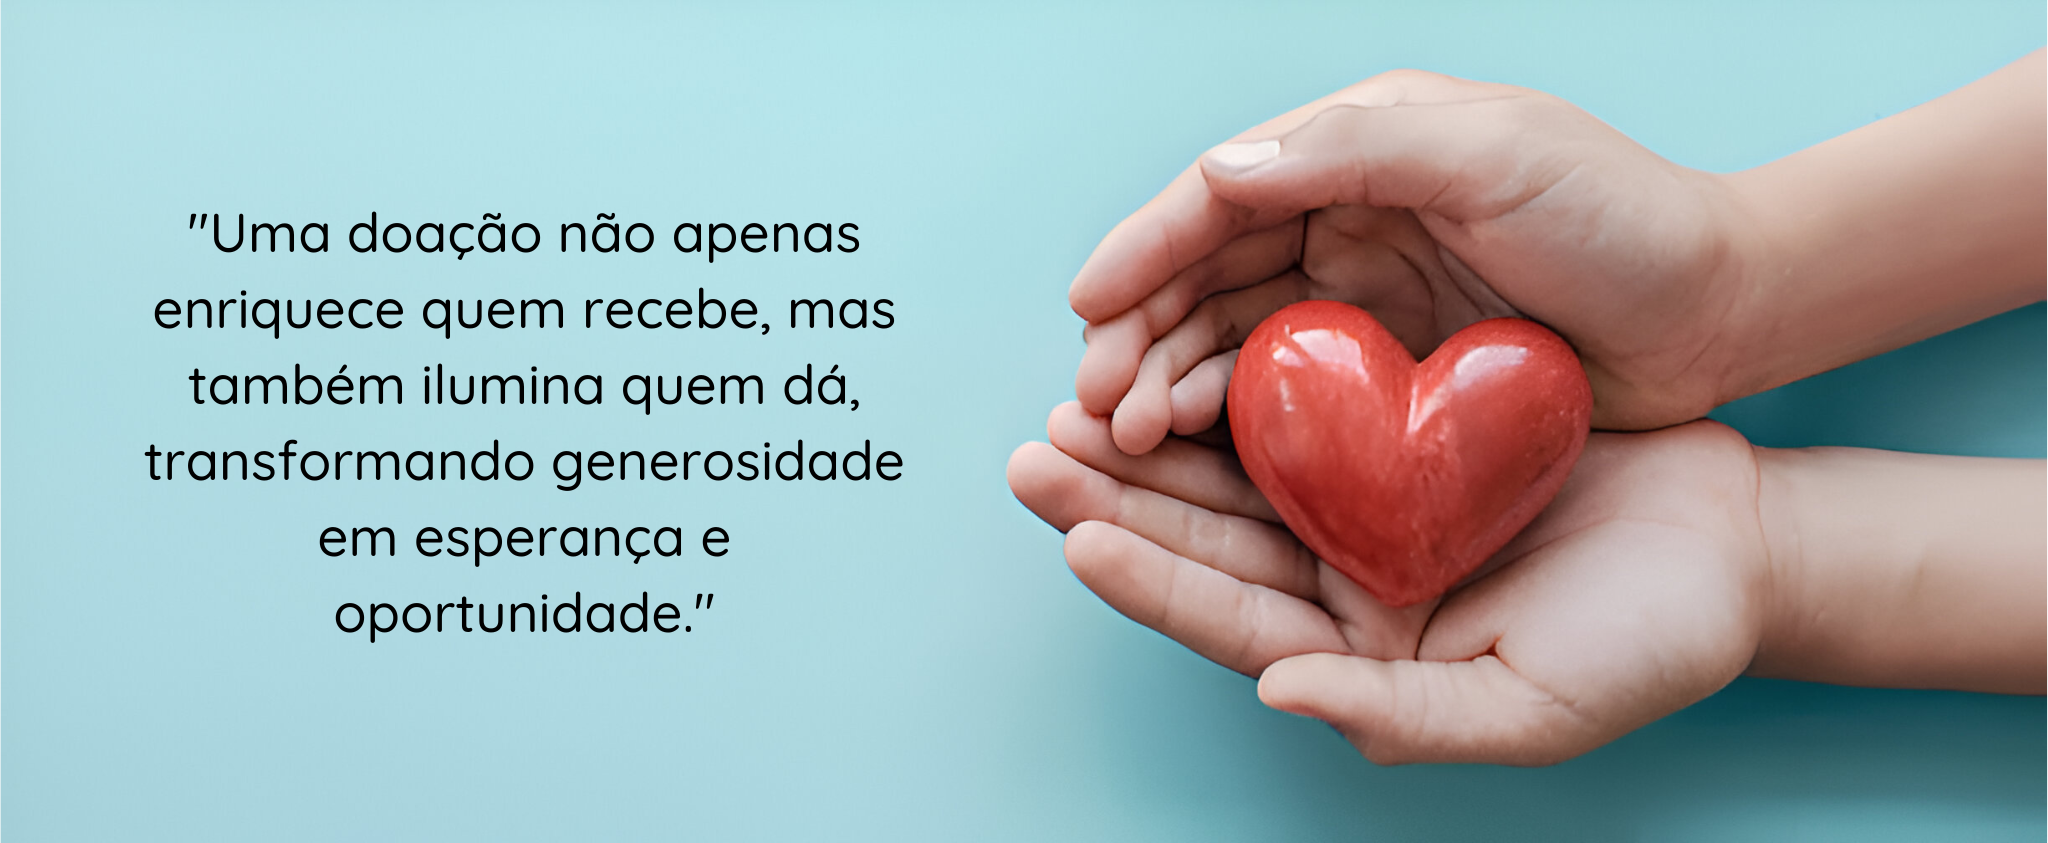 "Uma doação não apenas
enriquece quem recebe, mas
também ilumina quem dá,
transformando generosidade
em esperança e
oportunidade."